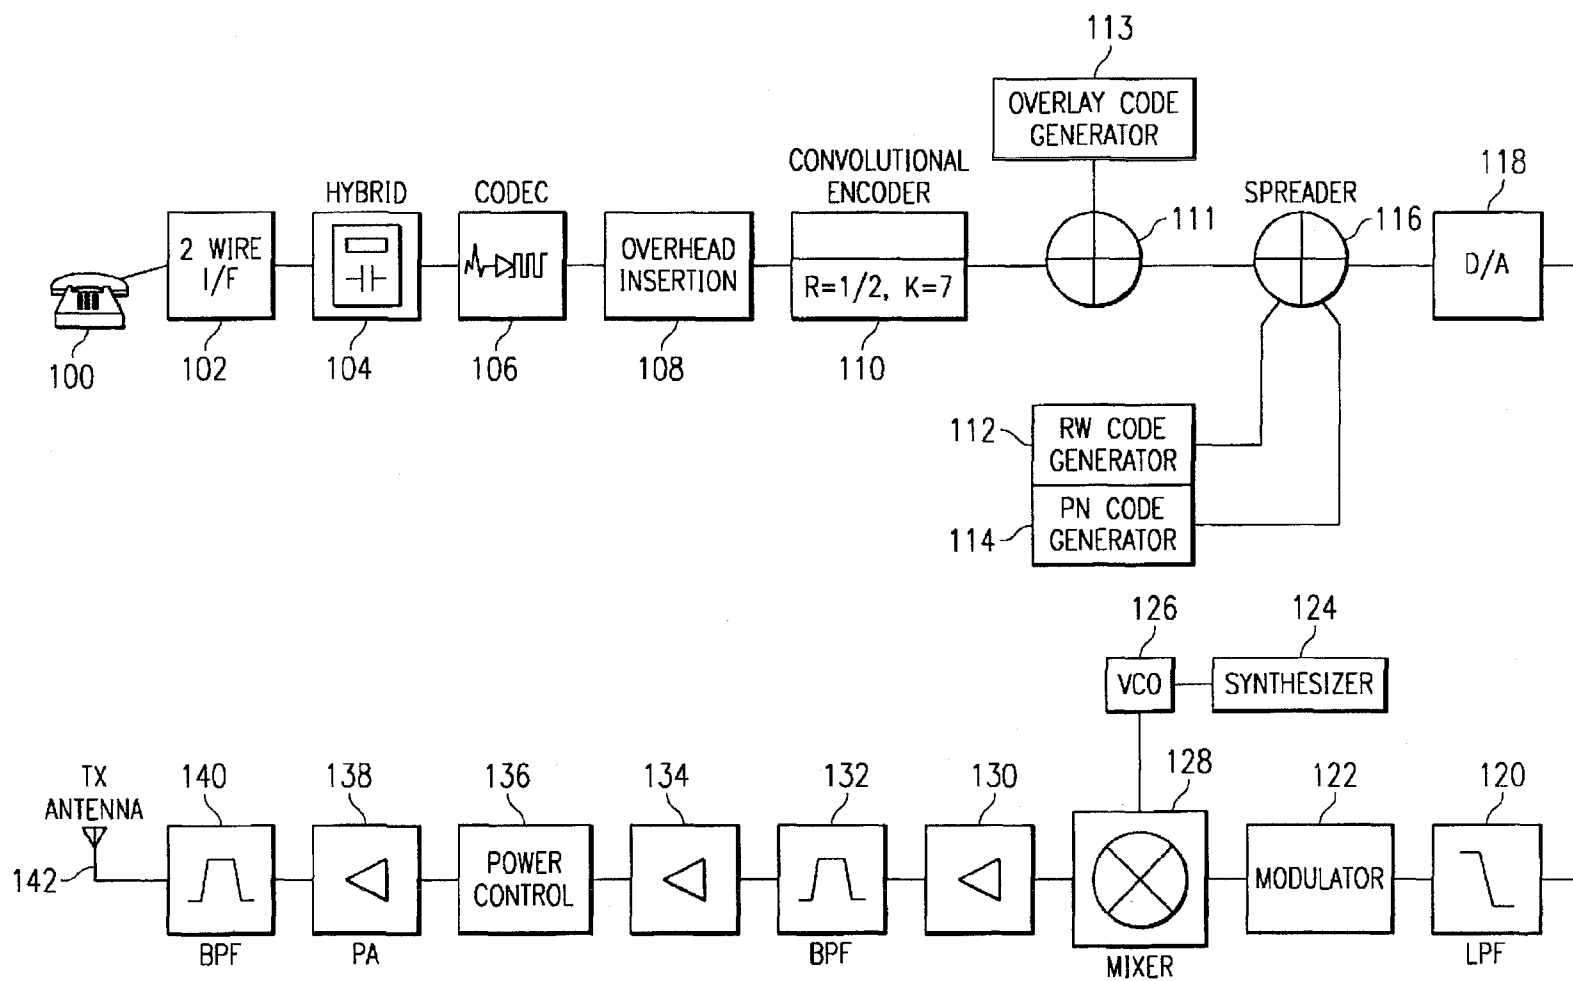 113
OVERLAY CODE
GENERATOR
CONVOLUTIONAL
ENCODER
118
HYBRID
CODEC
SPREADER
111
116
2 WIRE
I/F
OVERHEAD
INSERTION
R=1/2, K=7
D/A
100
102
104
106
108
110
112
RW CODE
GENERATOR
114
PN CODE
GENERATOR
126
124
VCO
SYNTHESIZER
TX
ANTENNA
140
138
136
134
132
130
128
122
120
142
POWER
CONTROL
MODULATOR
BPF
PA
BPF
MIXER
LPF